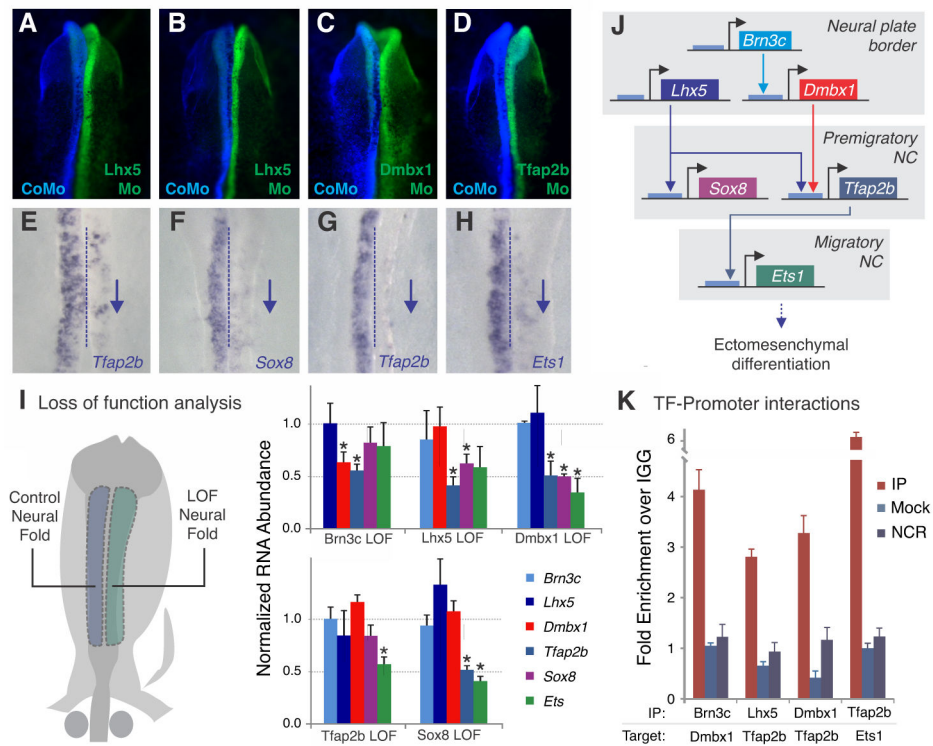 A
B
C
D
CoMo Lhx5 Mo
CoMo Lhx5 Mo
CoMo Dmbx1 Mo
CoMo Tfap2b Mo
E
F
G
H
Tfap2b
Sox8
Tfap2b
Ets1
J
Neural plate
border
Brn3c
Lhx5
Dmbx1
Premigratory
NC
Sox8
Tfap2b
Migratory
NC
Ets1
Ectomesenchymal
differentiation
I Loss of function analysis
Control
Neural
Fold
LOF
Neural
Fold
Normalized RNA Abundance
1.0
0.5
0.0
* * * * * * *
Brn3c LOF Lhx5 LOF Dmbx1 LOF
1.0
0.5
0.0
* * *
Tfap2b LOF Sox8 LOF
Brn3c
Lhx5
Dmbx1
Tfap2b
Sox8
Ets
K TF-Promoter interactions
Fold Enrichment over IGG
6
4
3
2
1
0
IP
Mock
NCR
IP: Brn3c Lhx5 Dmbx1 Tfap2b
Target: Dmbx1 Tfap2b Tfap2b Ets1